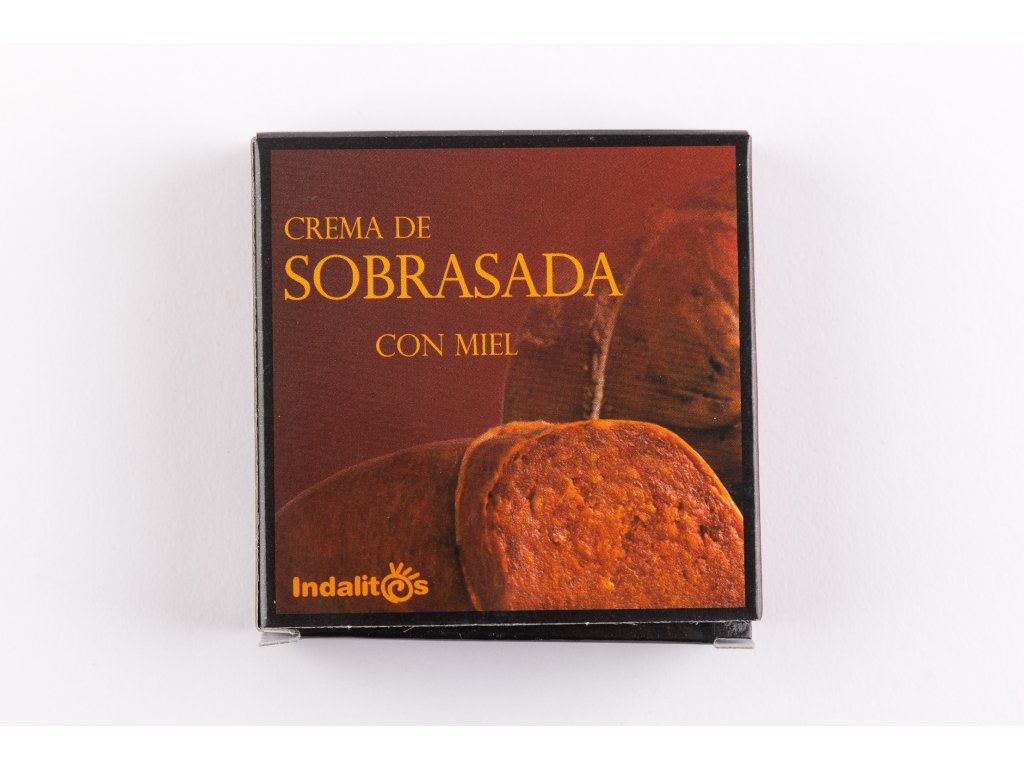 CREMA DE
SOBRASADA
CON MIEL
Indalitos